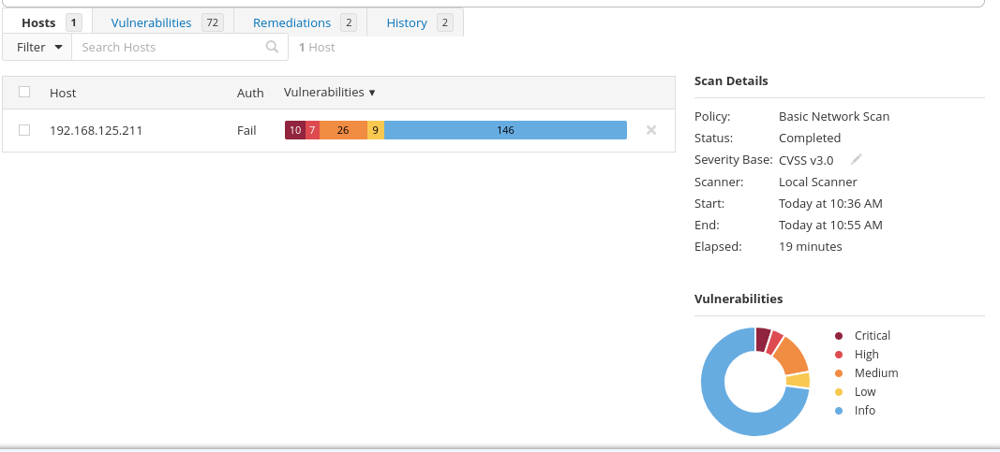 Hosts 1 Vulnerabilities 72 Remediations 2 History 2
Filter ▼ Search Hosts 1 Host
Host Auth Vulnerabilities ▼
192.168.125.211 Fail 10 7 26 9 146
Scan Details
Policy: Basic Network Scan
Status: Completed
Severity Base: CVSS v3.0
Scanner: Local Scanner
Start: Today at 10:36 AM
End: Today at 10:55 AM
Elapsed: 19 minutes
Vulnerabilities
Critical
High
Medium
Low
Info